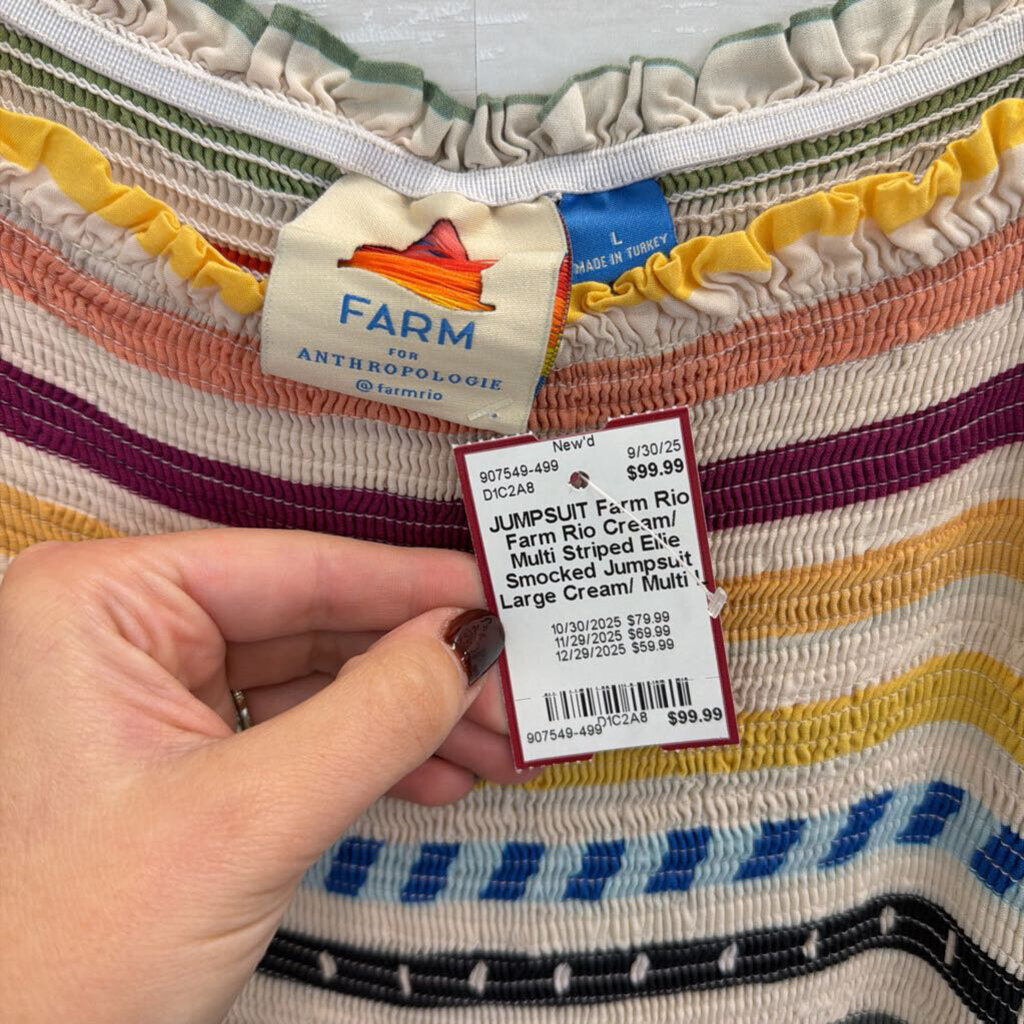 FARM
FOR
ANTHROPOLOGIE
@farmrio
L
MADE IN TURKEY
New'd
907549-499 9/30/25
D1C2A8 $99.99
JUMPSUIT Farm Rio
Farm Rio Cream/
Multi Striped Ellie
Smocked Jumpsuit
Large Cream/ Multi L
10/30/2025 $79.99
11/29/2025 $69.99
12/29/2025 $59.99
D1C2A8 $99.99
907549-499